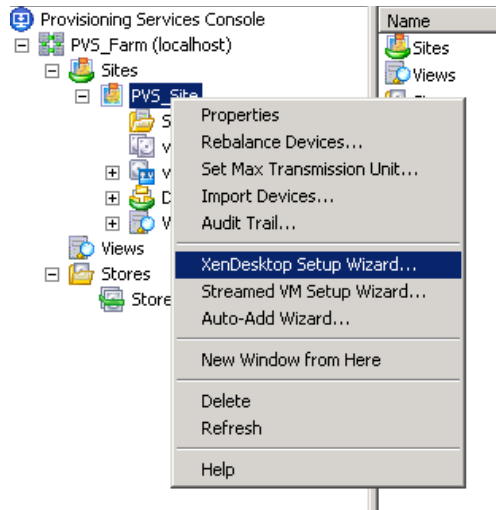 Provisioning Services Console
Name
PVS_Farm (localhost)
Sites
Sites
Views
PVS_Site
Properties
Rebalance Devices...
Set Max Transmission Unit...
Import Devices...
Audit Trail...
XenDesktop Setup Wizard...
Views
Streamed VM Setup Wizard...
Stores
Store
Auto-Add Wizard...
New Window from Here
Delete
Refresh
Help